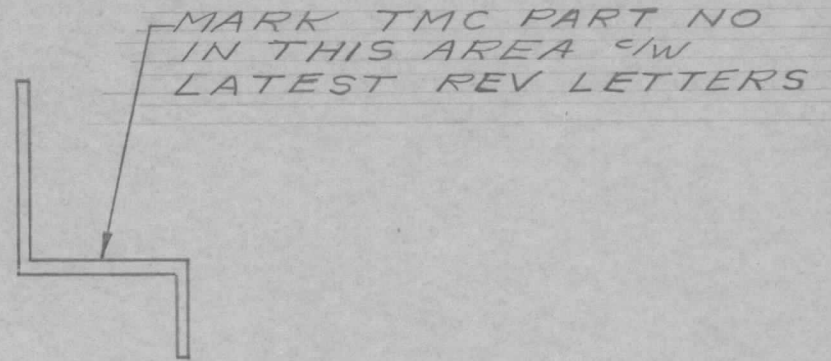 MARK TMC PART NO
IN THIS AREA c/w
LATEST REV LETTERS